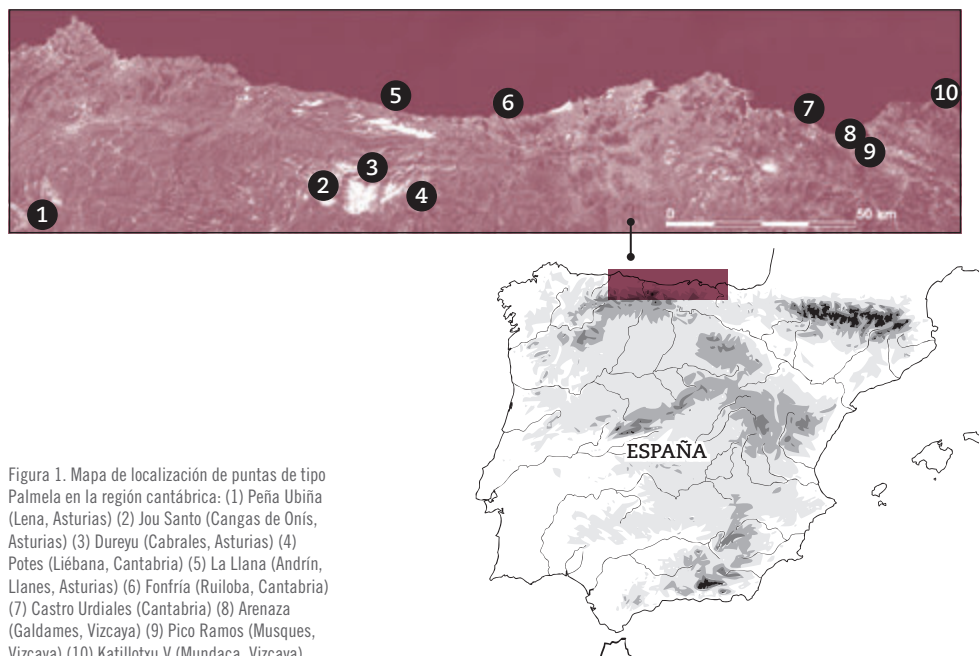 5
6
7
10
8
9
3
2
4
1
0
50 km
ESPAÑA
Figura 1. Mapa de localización de puntas de tipo
Palmela en la región cantábrica: (1) Peña Ubiña
(Lena, Asturias) (2) Jou Santo (Cangas de Onís,
Asturias) (3) Dureyu (Cabrales, Asturias) (4)
Potes (Liébana, Cantabria) (5) La Llana (Andrín,
Llanes, Asturias) (6) Fonfría (Ruiloba, Cantabria)
(7) Castro Urdiales (Cantabria) (8) Arenaza
(Galdames, Vizcaya) (9) Pico Ramos (Musques,
Vizcaya) (10) Katillotxu V (Mundaca, Vizcaya)